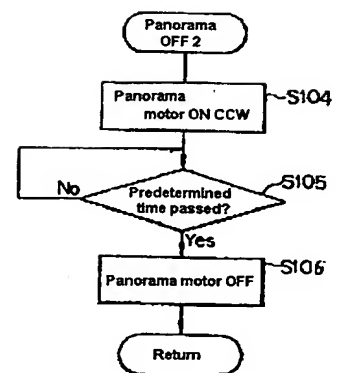 Panorama
OFF 2
Panorama
motor ON CCW
S104
No
Predetermined
time passed?
S105
Yes
Panorama motor OFF
S106
Return